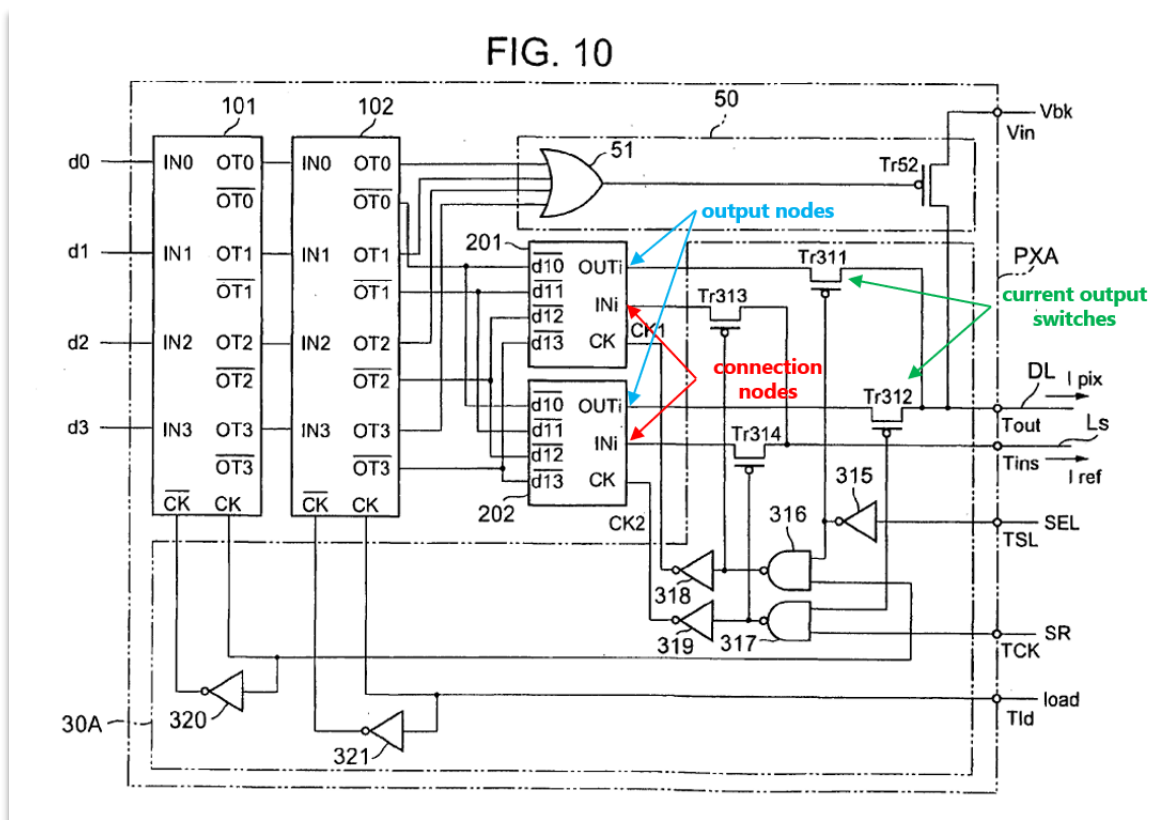 FIG. 10
101
102
50
Vbk
Vin
d0
IN0 OT0
OT0
IN0 OT0
OT0
51
Tr52
output nodes
d1
IN1 OT1
OT1
IN1 OT1
OT1
201
d10 OUTi
d11 INi
d12
d13 CK
CK1
Tr311
Tr313
PXA
current output
switches
d2
IN2 OT2
OT2
IN2 OT2
OT2
connection
nodes
d10 OUTi
d11 INi
d12
d13 CK
202
CK2
Tr312
Tr314
DL
I pix
Tout
Ls
Tins
I ref
d3
IN3 OT3
OT3
CK CK
IN3 OT3
OT3
CK CK
315
316
SEL
TSL
318
319
317
SR
TCK
30A
320
321
load
Tld